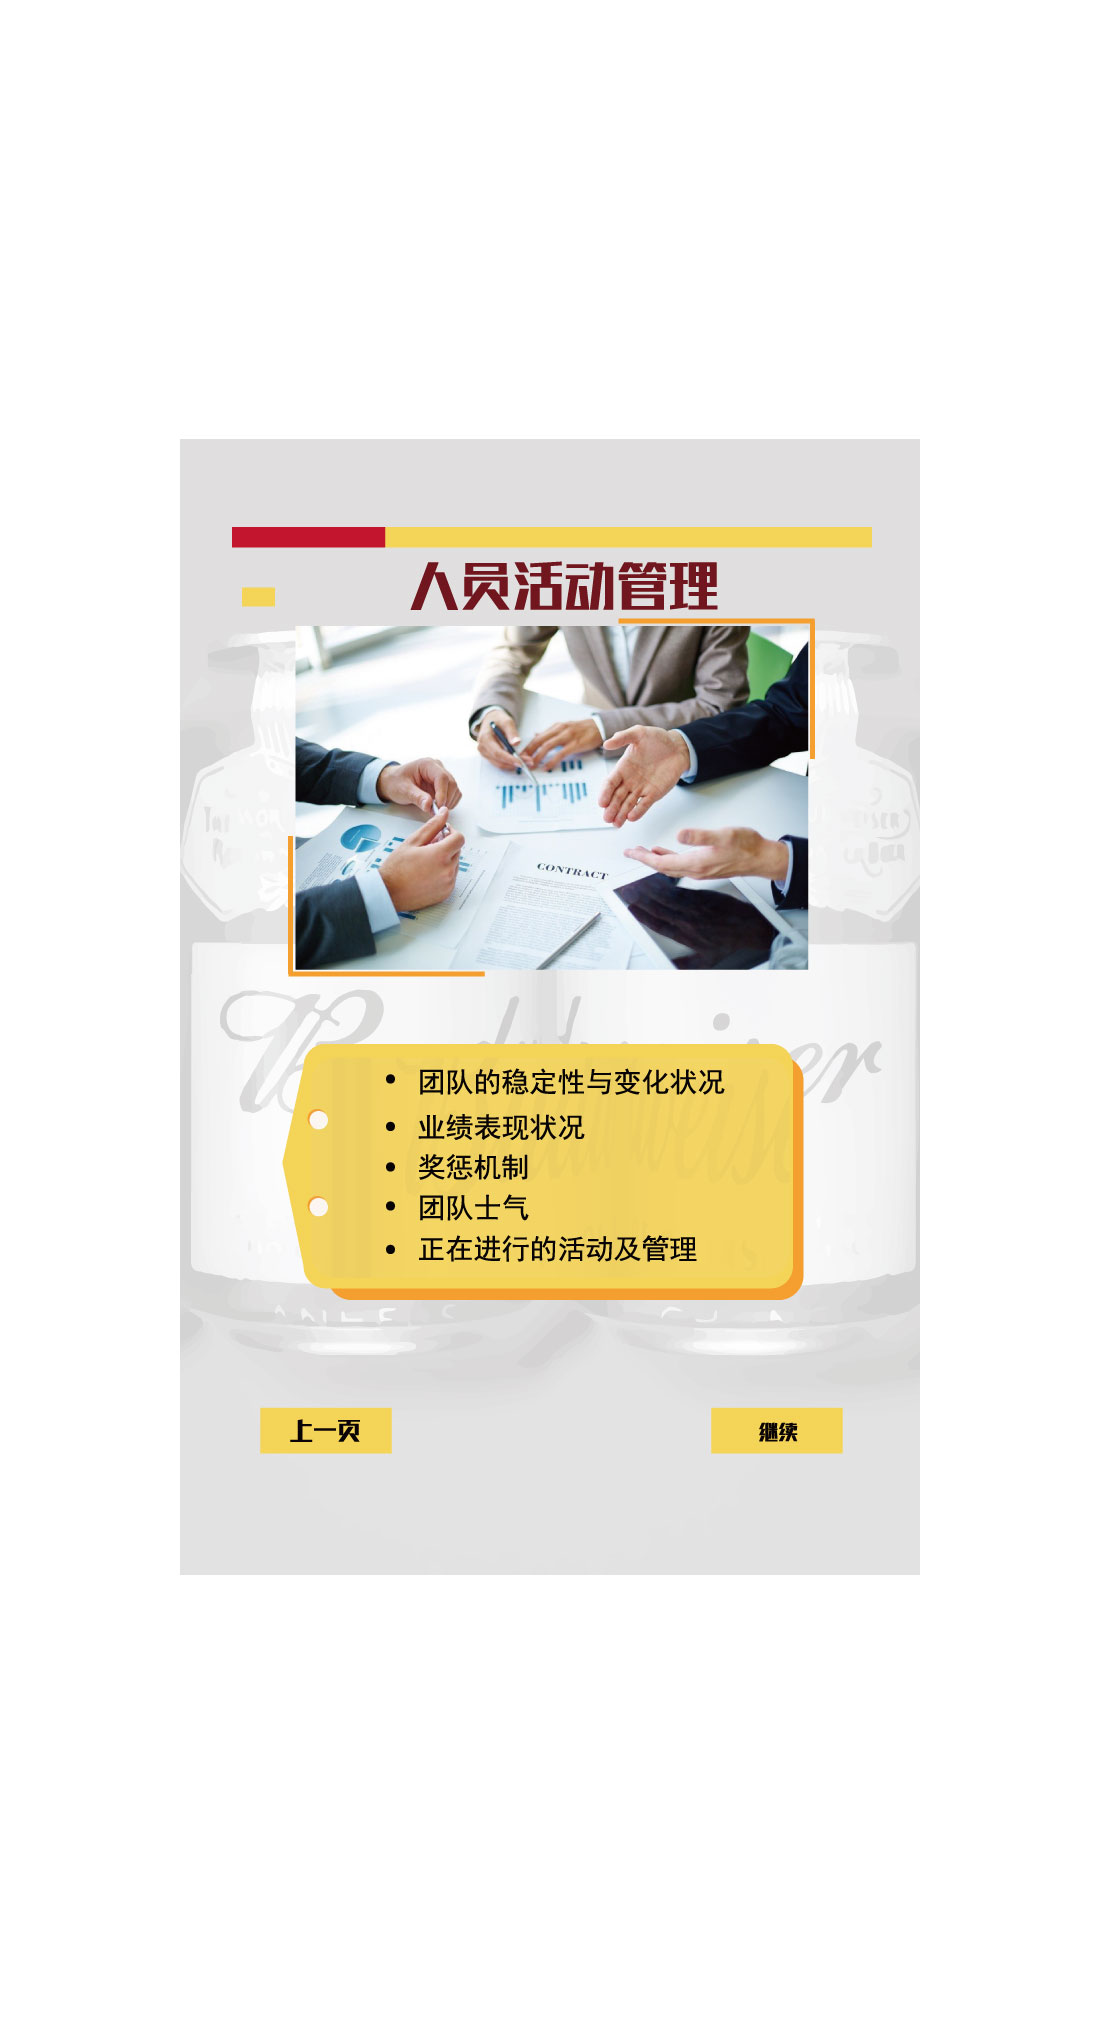 人员活动管理
CONTRACT
Budweiser
• 团队的稳定性与变化状况
• 业绩表现状况
• 奖惩机制
• 团队士气
• 正在进行的活动及管理
上一页
继续